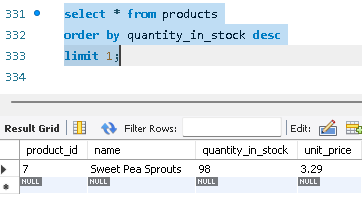 331 select * from products
332 order by quantity_in_stock desc
333 limit 1;
334
Result Grid Filter Rows: Edit:
product_id name quantity_in_stock unit_price
7 Sweet Pea Sprouts 98 3.29
NULL NULL NULL NULL